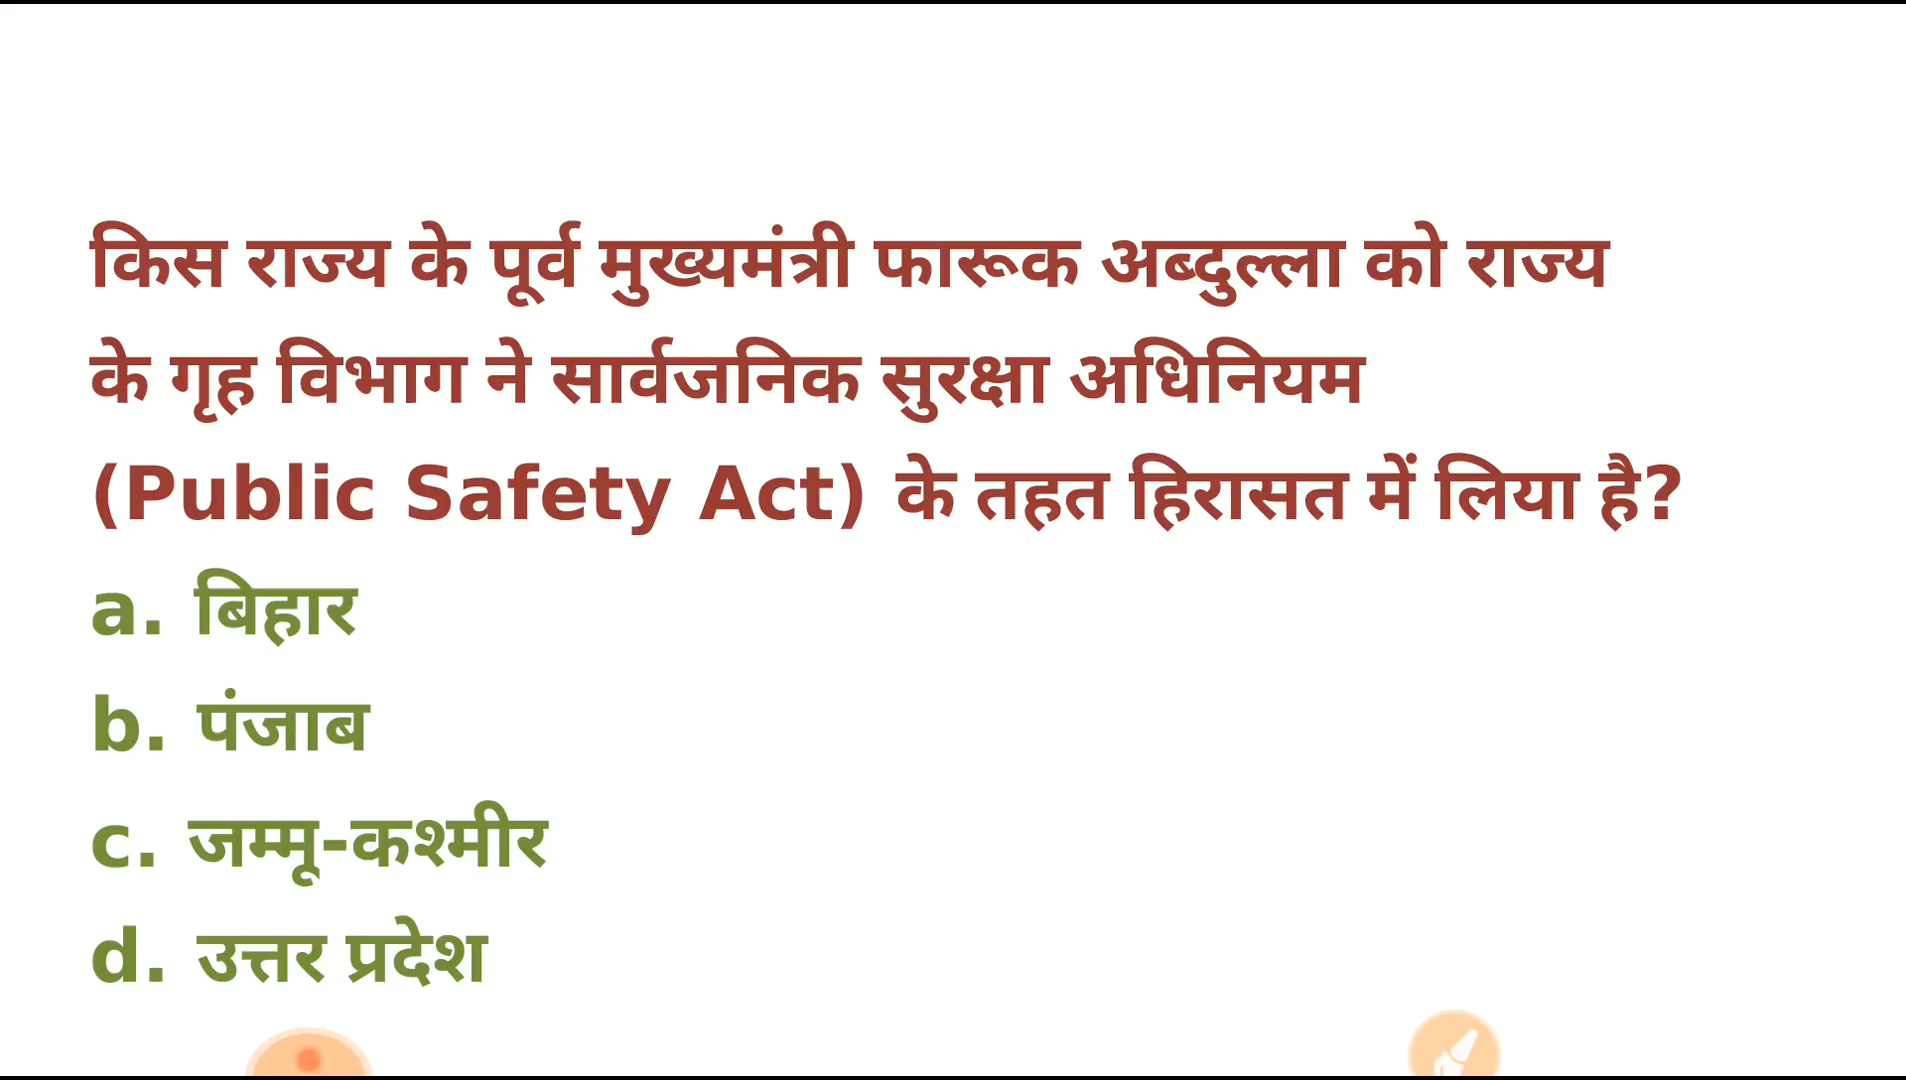 किस राज्य के पूर्व मुख्यमंत्री फारूक अब्दुल्ला को राज्य
के गृह विभाग ने सार्वजनिक सुरक्षा अधिनियम
(Public Safety Act) के तहत हिरासत में लिया है?
a. बिहार
b. पंजाब
c. जम्मू-कश्मीर
d. उत्तर प्रदेश